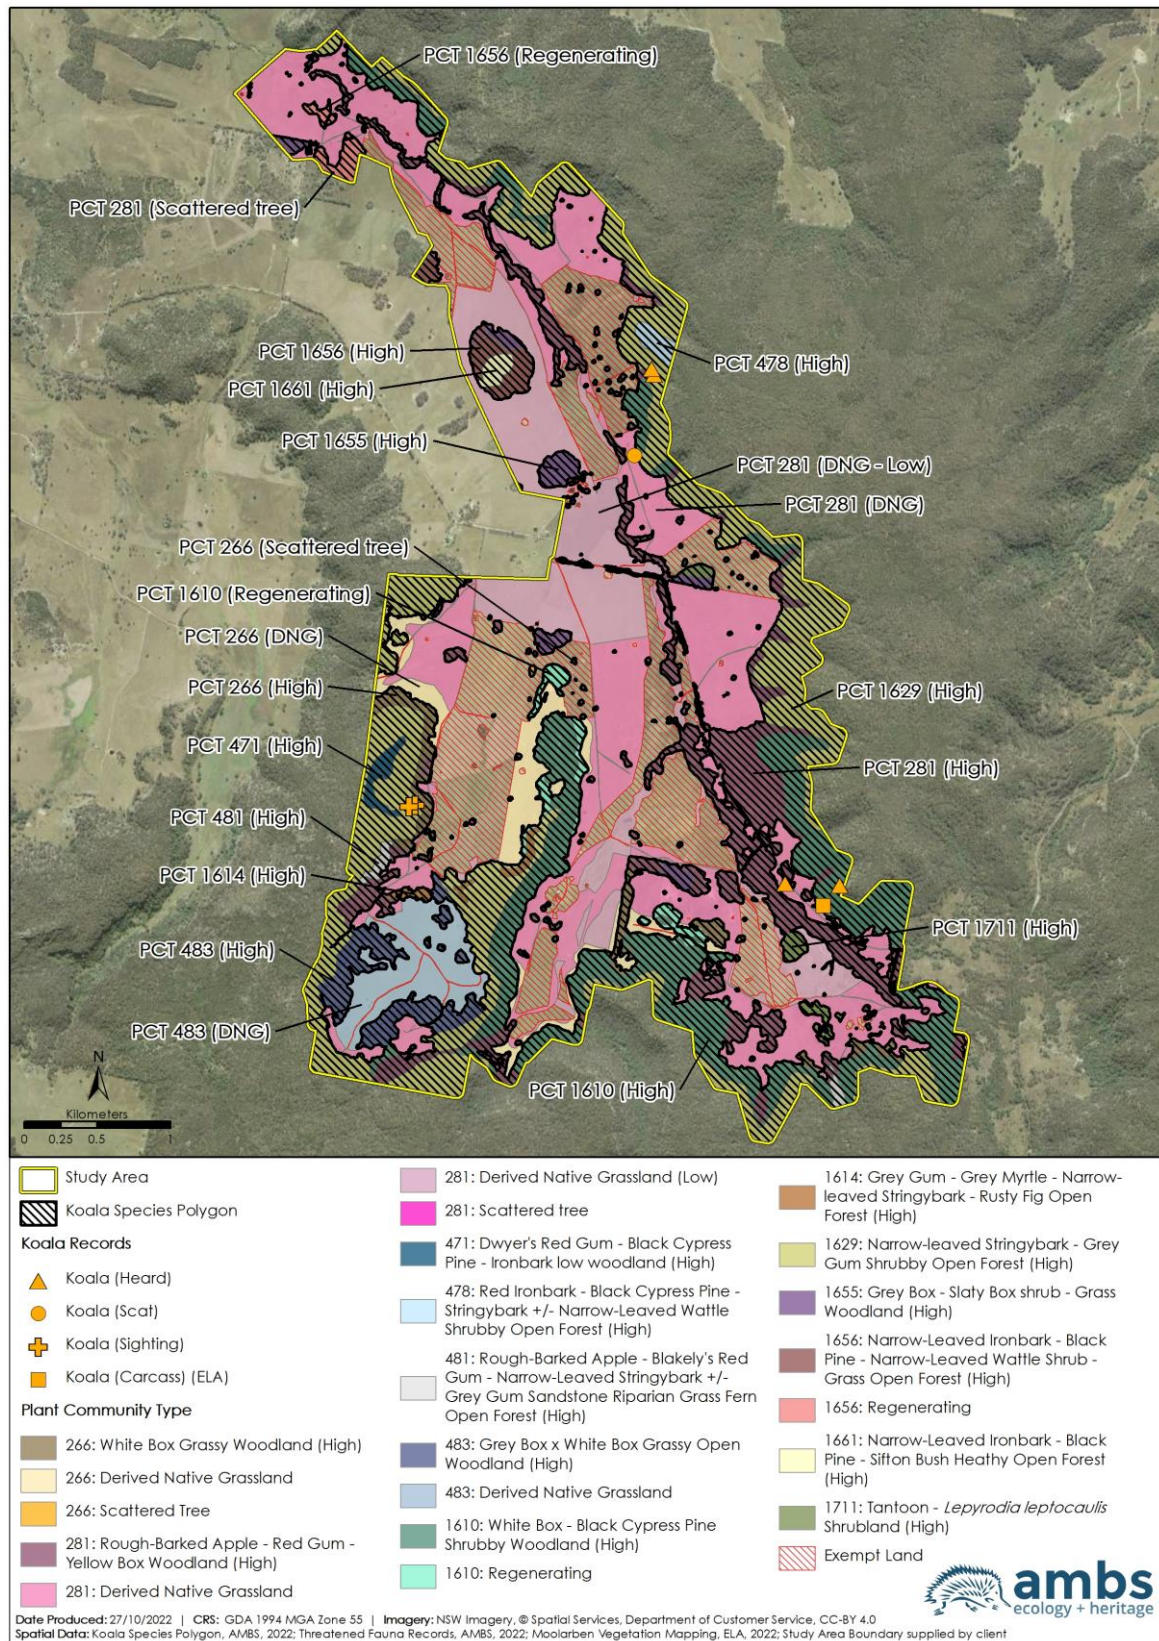 PCT 1656 (Regenerating)
PCT 281 (Scattered tree)
PCT 1656 (High)
PCT 478 (High)
PCT 1661 (High)
PCT 1655 (High)
PCT 281 (DNG - Low)
PCT 281 (DNG)
PCT 266 (Scattered tree)
PCT 1610 (Regenerating)
PCT 266 (DNG)
PCT 266 (High)
PCT 1629 (High)
PCT 471 (High)
PCT 281 (High)
PCT 481 (High)
PCT 1614 (High)
PCT 1711 (High)
PCT 483 (High)
PCT 483 (DNG)
PCT 1610 (High)
N
Kilometers
0 0.25 0.5 1
Study Area
Koala Species Polygon
Koala Records
Koala (Heard)
Koala (Scat)
Koala (Sighting)
Koala (Carcass) (ELA)
Plant Community Type
266: White Box Grassy Woodland (High)
266: Derived Native Grassland
266: Scattered Tree
281: Rough-Barked Apple - Red Gum -
Yellow Box Woodland (High)
281: Derived Native Grassland
281: Derived Native Grassland (Low)
281: Scattered tree
471: Dwyer's Red Gum - Black Cypress
Pine - Ironbark low woodland (High)
478: Red Ironbark - Black Cypress Pine -
Stringybark +/- Narrow-Leaved Wattle
Shrubby Open Forest (High)
481: Rough-Barked Apple - Blakely's Red
Gum - Narrow-Leaved Stringybark +/-
Grey Gum Sandstone Riparian Grass Fern
Open Forest (High)
483: Grey Box x White Box Grassy Open
Woodland (High)
483: Derived Native Grassland
1610: White Box - Black Cypress Pine
Shrubby Woodland (High)
1610: Regenerating
1614: Grey Gum - Grey Myrtle - Narrow-
leaved Stringybark - Rusty Fig Open
Forest (High)
1629: Narrow-leaved Stringybark - Grey
Gum Shrubby Open Forest (High)
1655: Grey Box - Slaty Box shrub - Grass
Woodland (High)
1656: Narrow-Leaved Ironbark - Black
Pine - Narrow-Leaved Wattle Shrub -
Grass Open Forest (High)
1656: Regenerating
1661: Narrow-Leaved Ironbark - Black
Pine - Sifton Bush Heathy Open Forest
(High)
1711: Tantoon - Lepyrodia leptocaulis
Shrubland (High)
Exempt Land
ambs
ecology + heritage
Date Produced: 27/10/2022 | CRS: GDA 1994 MGA Zone 55 | Imagery: NSW Imagery, © Spatial Services, Department of Customer Service, CC-BY 4.0
Spatial Data: Koala Species Polygon, AMBS, 2022; Threatened Fauna Records, AMBS, 2022; Moolarben Vegetation Mapping, ELA, 2022; Study Area Boundary supplied by client